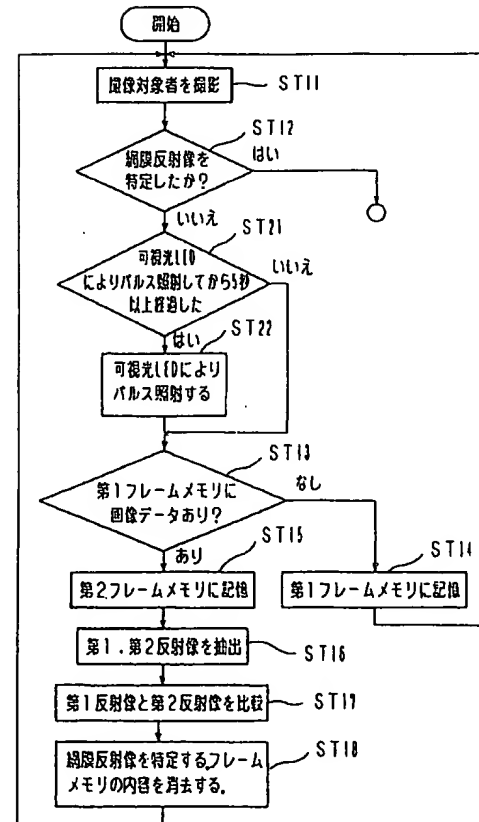 開始
撮像対象者を撮影
ST11
ST12
網膜反射像を
特定したか？
はい
いいえ
ST21
可視光LED
によりパルス照射してから5秒
以上経過した
いいえ
はい
ST22
可視光LEDにより
パルス照射する
ST13
第1フレームメモリに
画像データあり？
なし
あり
ST15
ST14
第2フレームメモリに記憶
第1フレームメモリに記憶
第1．第2反射像を抽出
ST16
第1反射像と第2反射像を比較
ST17
ST18
網膜反射像を特定する。フレーム
メモリの内容を消去する。